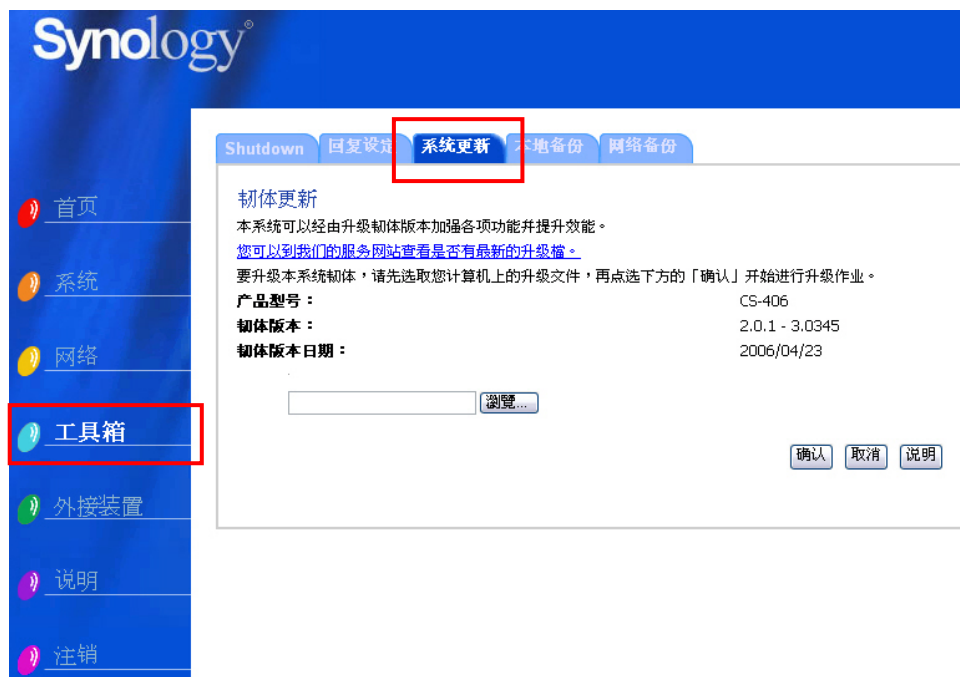 Synology®
Shutdown 回复设定 系统更新 本地备份 网络备份
首页
系统
网络
工具箱
外接装置
说明
注销
韧体更新
本系统可以经由升级韧体版本加强各项功能并提升效能。
您可以到我们的服务网站查看是否有最新的升级檔。
要升级本系统韧体，请先选取您计算机上的升级文件，再点选下方的「确认」开始进行升级作业。
产品型号： CS-406
韧体版本： 2.0.1 - 3.0345
韧体版本日期： 2006/04/23
瀏覽...
确认 取消 说明